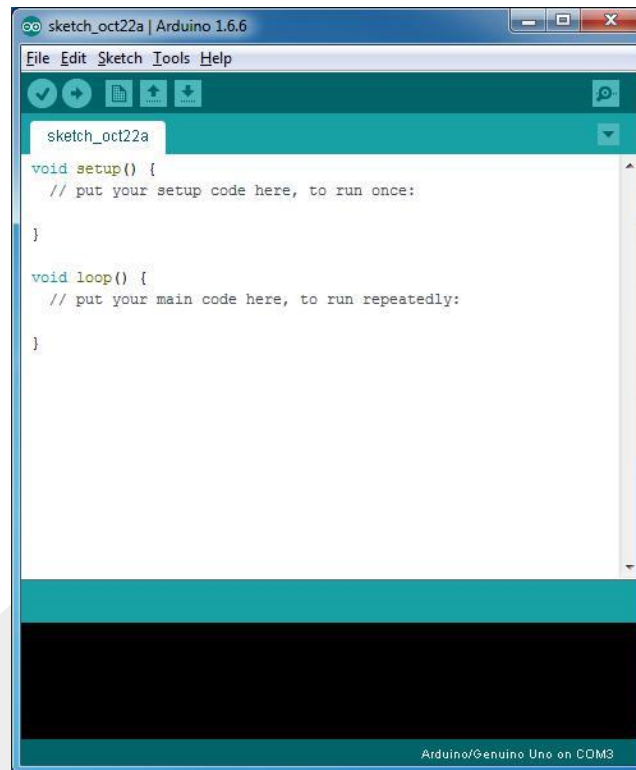 sketch_oct22a | Arduino 1.6.6
File Edit Sketch Tools Help
sketch_oct22a
void setup() {
  // put your setup code here, to run once:
}
void loop() {
  // put your main code here, to run repeatedly:
}
Arduino/Genuino Uno on COM3